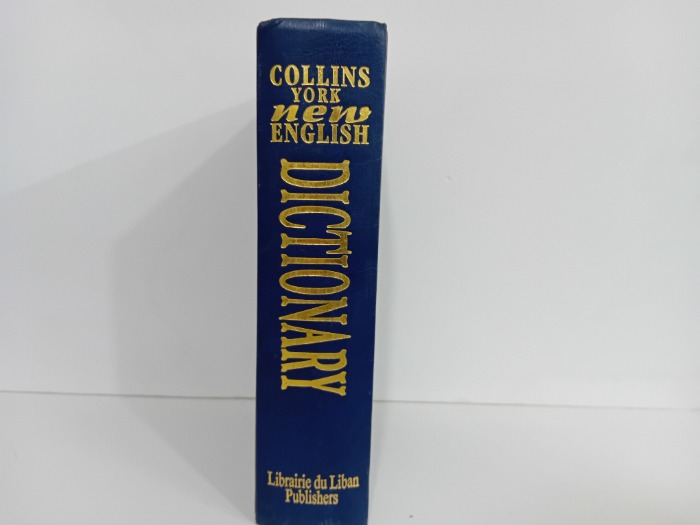 COLLINS
YORK
new
ENGLISH
DICTIONARY
Librairie du Liban
Publishers